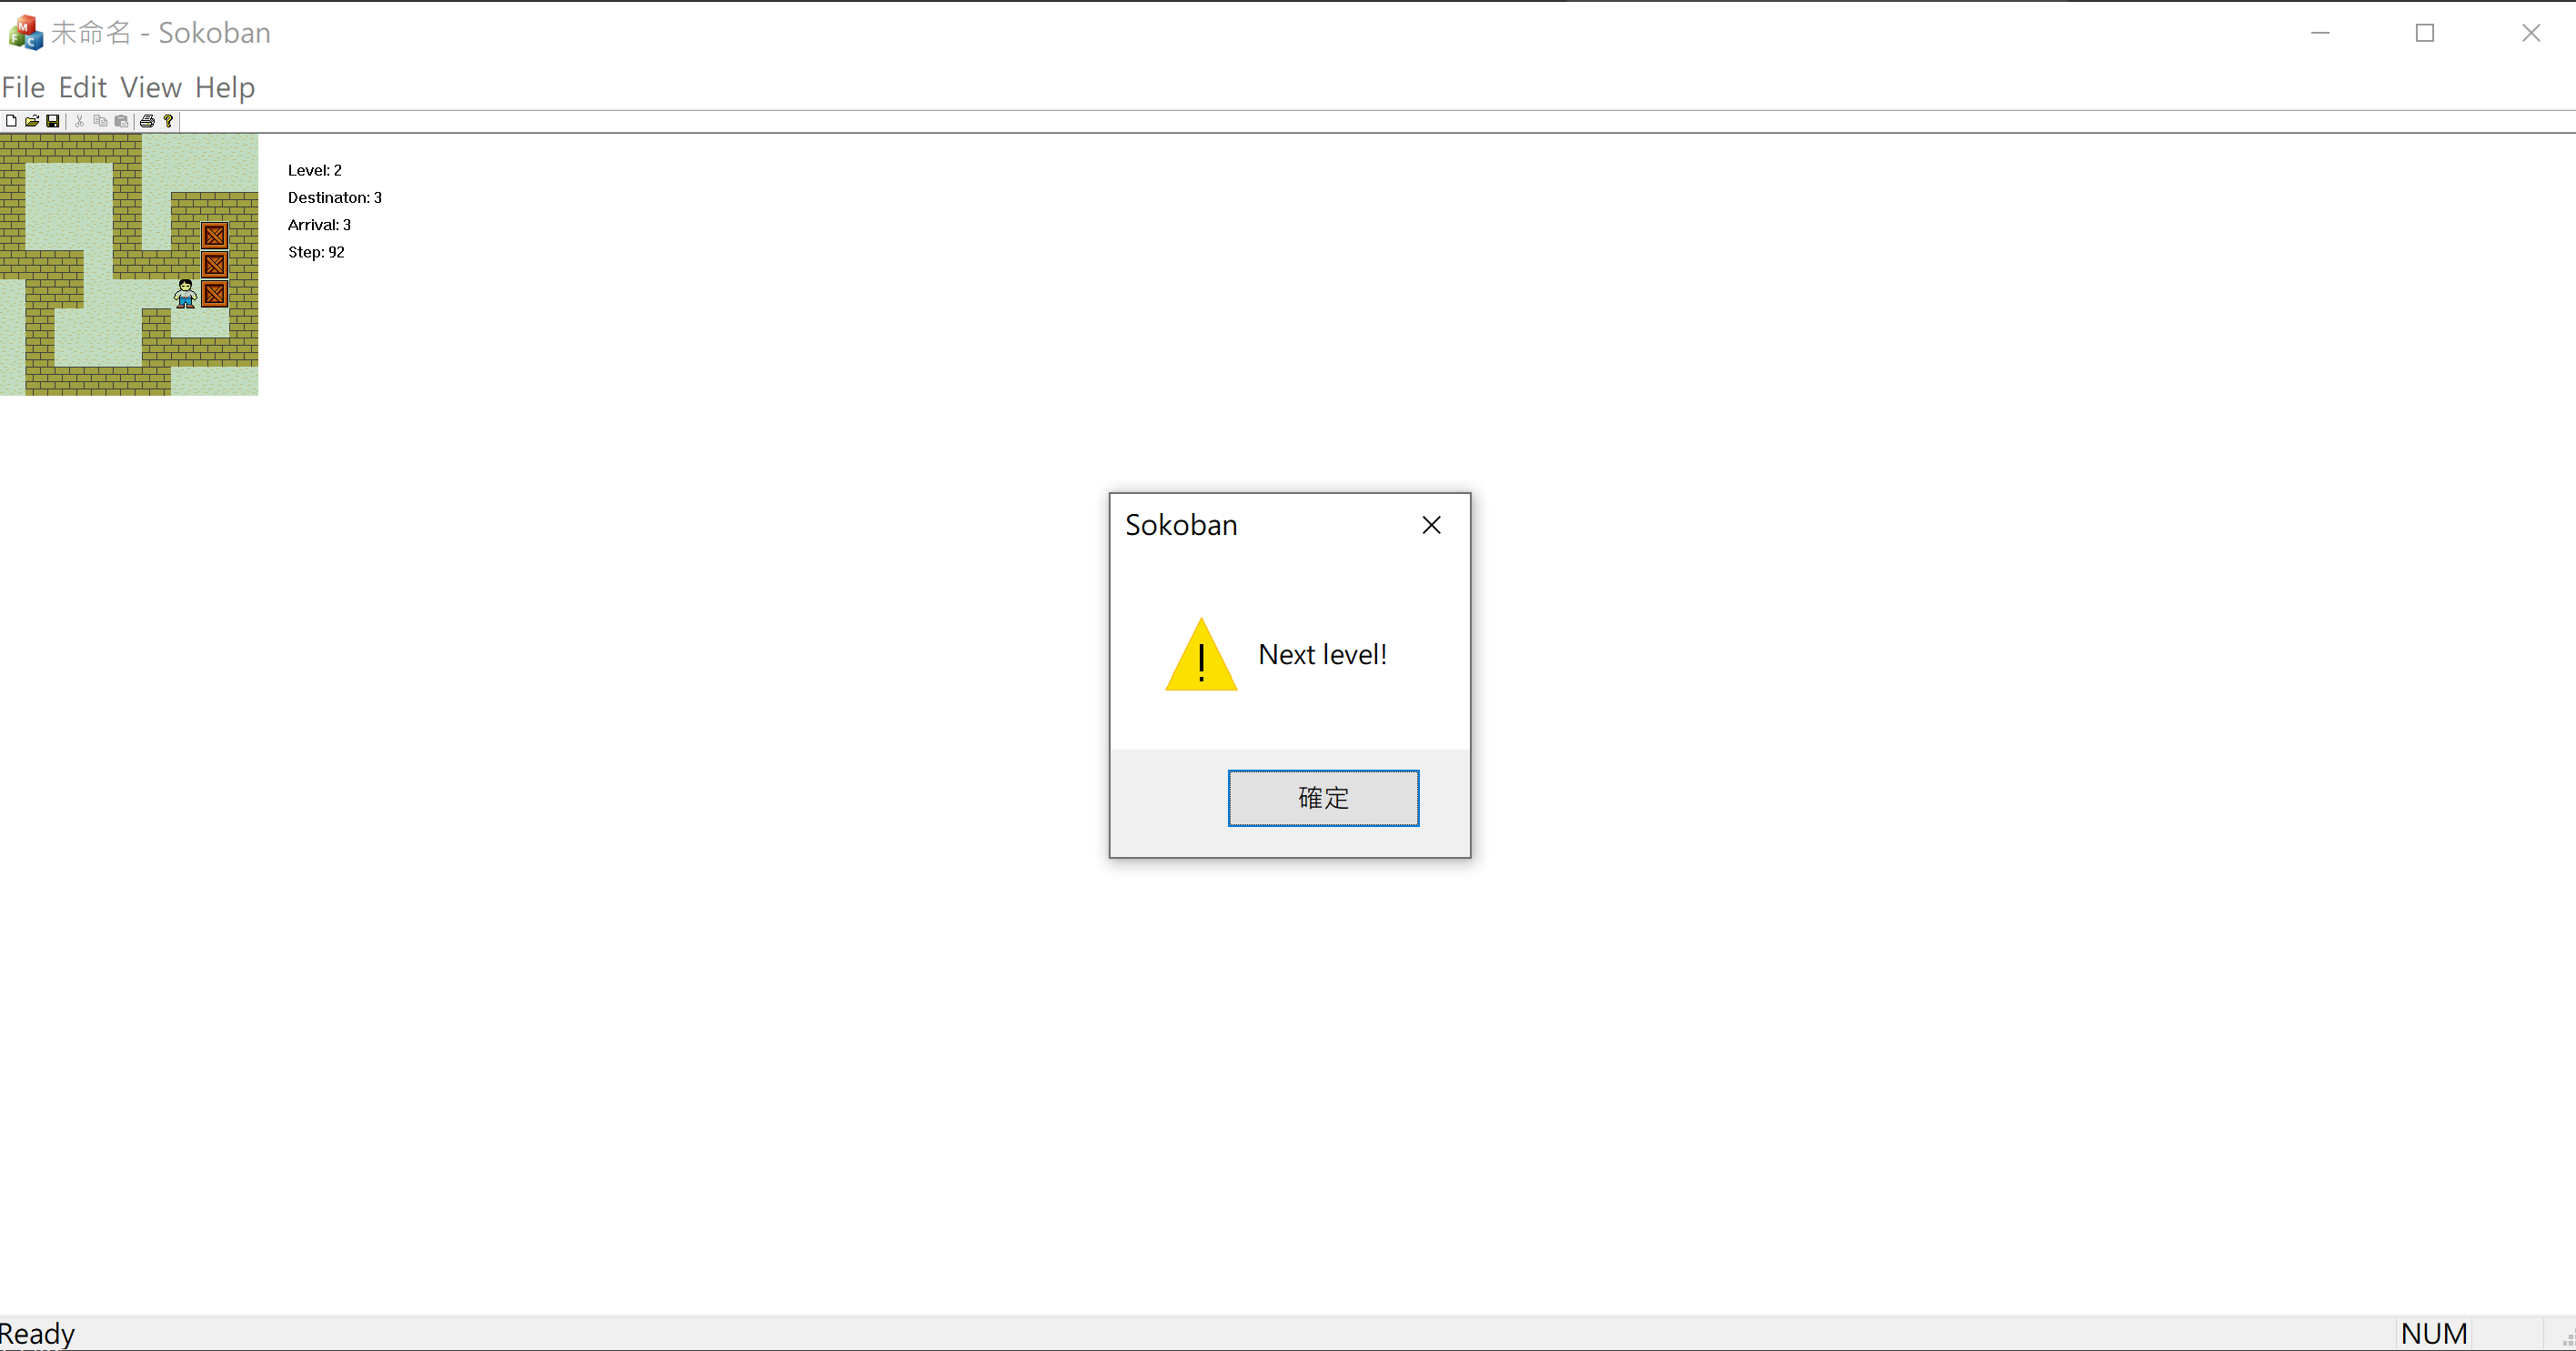 未命名 - Sokoban
File Edit View Help
Level: 2
Destinaton: 3
Arrival: 3
Step: 92
Sokoban
Next level!
確定
Ready
NUM